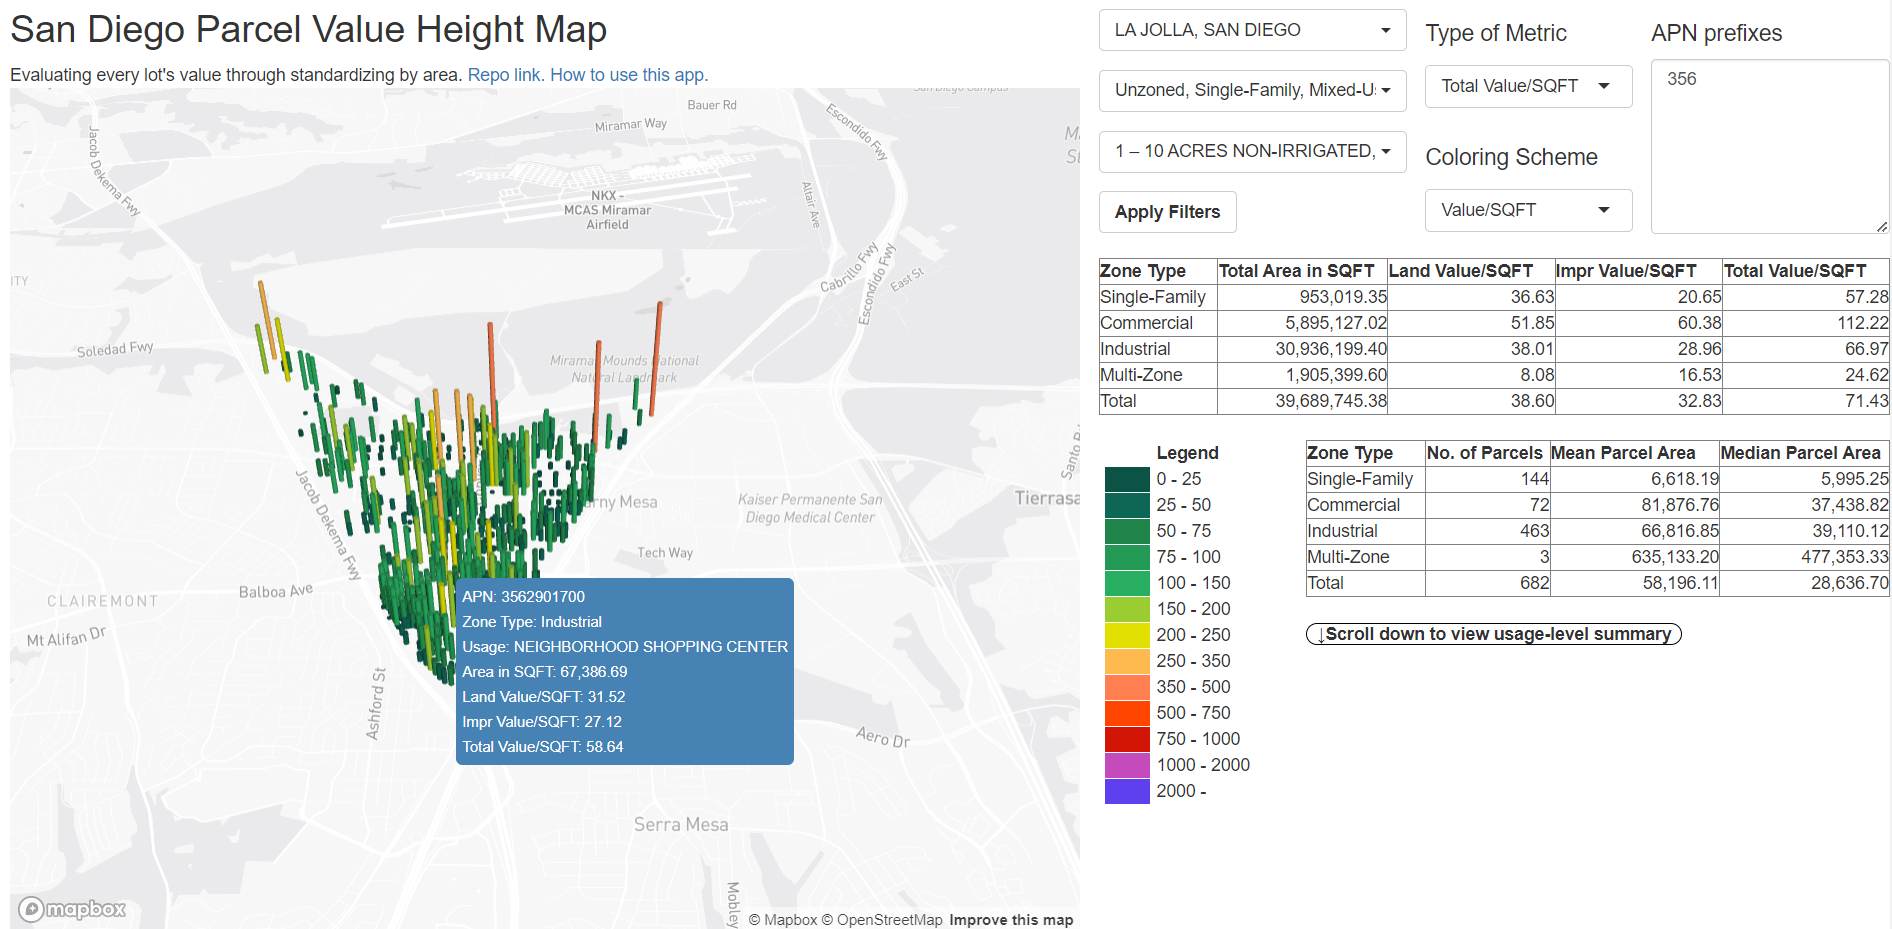 San Diego Parcel Value Height Map
Evaluating every lot's value through standardizing by area. Repo link. How to use this app.
LA JOLLA, SAN DIEGO
Unzoned, Single-Family, Mixed-U
1 – 10 ACRES NON-IRRIGATED,
Apply Filters
Type of Metric
Total Value/SQFT
Coloring Scheme
Value/SQFT
APN prefixes
356
Zone Type Total Area in SQFT Land Value/SQFT Impr Value/SQFT Total Value/SQFT
Single-Family 953,019.35 36.63 20.65 57.28
Commercial 5,895,127.02 51.85 60.38 112.22
Industrial 30,936,199.40 38.01 28.96 66.97
Multi-Zone 1,905,399.60 8.08 16.53 24.62
Total 39,689,745.38 38.60 32.83 71.43
Legend
0 - 25
25 - 50
50 - 75
75 - 100
100 - 150
150 - 200
200 - 250
250 - 350
350 - 500
500 - 750
750 - 1000
1000 - 2000
2000 -
Zone Type No. of Parcels Mean Parcel Area Median Parcel Area
Single-Family 144 6,618.19 5,995.25
Commercial 72 81,876.76 37,438.82
Industrial 463 66,816.85 39,110.12
Multi-Zone 3 635,133.20 477,353.33
Total 682 58,196.11 28,636.70
↓Scroll down to view usage-level summary
Bauer Rd
Miramar Way
Escondido Fwy
Jacob Dekema Fwy
NKX -
MCAS Miramar
Airfield
Altair Ave
Cabrillo Fwy
Escondido Fwy
East St
ITY
Soledad Fwy
Miramar Mounds National
Natural Landmark
Santo R
Tierrasa
Jacob Dekema Fwy
rny Mesa
Kaiser Permanente San
Diego Medical Center
Tech Way
Balboa Ave
CLAIREMONT
Mt Alifan Dr
Ashford St
APN: 3562901700
Zone Type: Industrial
Usage: NEIGHBORHOOD SHOPPING CENTER
Area in SQFT: 67,386.69
Land Value/SQFT: 31.52
Impr Value/SQFT: 27.12
Total Value/SQFT: 58.64
Aero Dr
Serra Mesa
Mobley
mapbox
© Mapbox © OpenStreetMap Improve this map